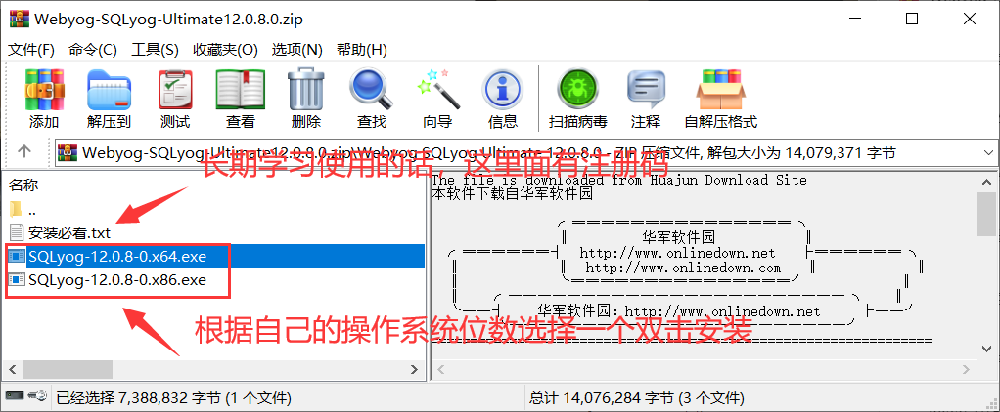 Webyog-SQLyog-Ultimate12.0.8.0.zip
文件(F) 命令(C) 工具(S) 收藏夹(O) 选项(N) 帮助(H)
添加 解压到 测试 查看 删除 查找 向导 信息 扫描病毒 注释 自解压格式
Webyog-SQLyog-Ultimate12.0.8.0.zip\Webyog SQLyog Ultimate 12.0.8.0 - ZIP 压缩文件, 解包大小为 14,079,371 字节
长期学习使用的话，这里面有注册码
名称
..
安装必看.txt
SQLyog-12.0.8-0.x64.exe
SQLyog-12.0.8-0.x86.exe
The file is downloaded from Huajun Download Site
本软件下载自华军软件园
华军软件园
http://www.onlinedown.net
http://www.onlinedown.com
华军软件园：http://www.onlinedown.net
根据自己的操作系统位数选择一个双击安装
已经选择 7,388,832 字节 (1 个文件)
总计 14,076,284 字节 (3 个文件)